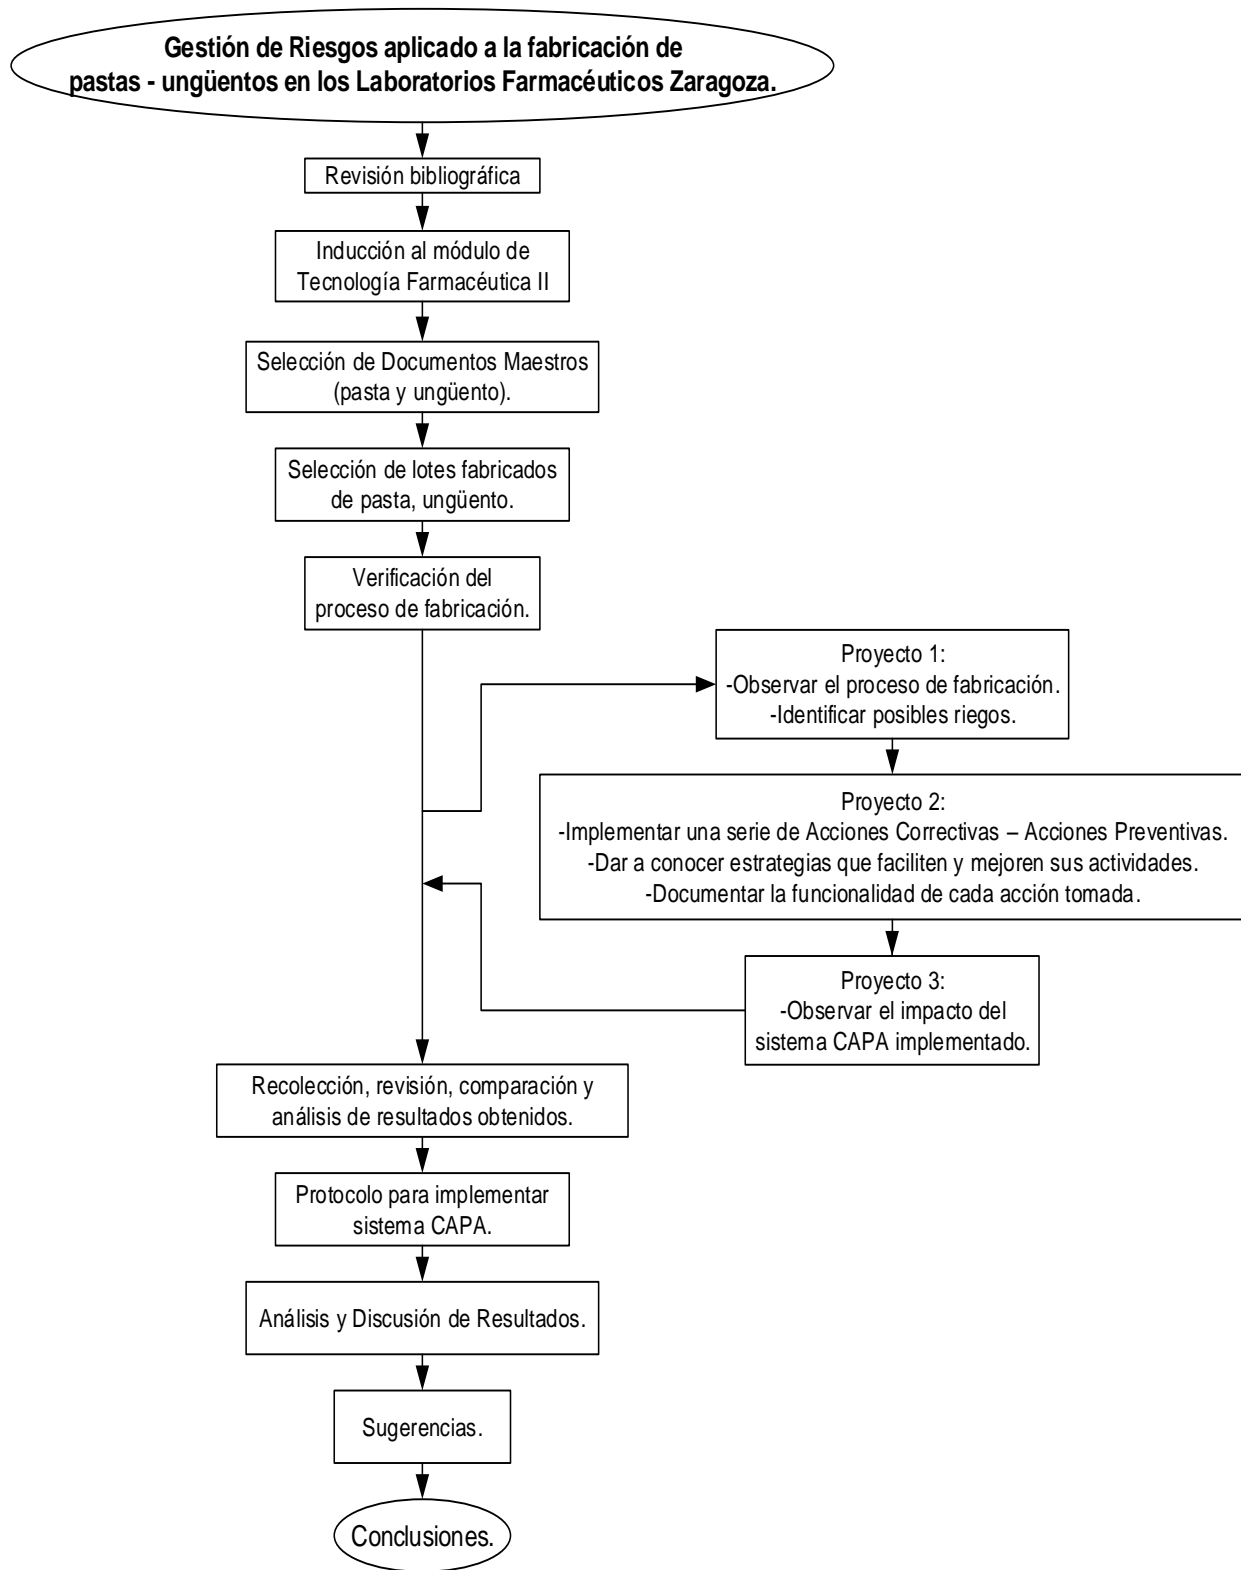 Gestión de Riesgos aplicado a la fabricación de
pastas - ungüentos en los Laboratorios Farmacéuticos Zaragoza.
Revisión bibliográfica
Inducción al módulo de
Tecnología Farmacéutica II
Selección de Documentos Maestros
(pasta y ungüento).
Selección de lotes fabricados
de pasta, ungüento.
Verificación del
proceso de fabricación.
Proyecto 1:
-Observar el proceso de fabricación.
-Identificar posibles riegos.
Proyecto 2:
-Implementar una serie de Acciones Correctivas – Acciones Preventivas.
-Dar a conocer estrategias que faciliten y mejoren sus actividades.
-Documentar la funcionalidad de cada acción tomada.
Proyecto 3:
-Observar el impacto del
sistema CAPA implementado.
Recolección, revisión, comparación y
análisis de resultados obtenidos.
Protocolo para implementar
sistema CAPA.
Análisis y Discusión de Resultados.
Sugerencias.
Conclusiones.